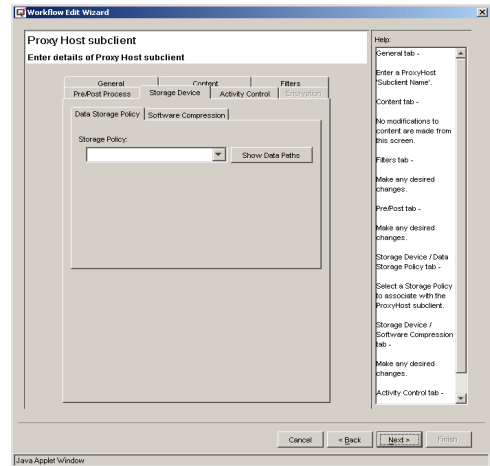 Workflow Edit Wizard
Proxy Host subclient
Enter details of Proxy Host subclient
General
Content
Filters
Pre/Post Process
Storage Device
Activity Control
Encryption
Data Storage Policy
Software Compression
Storage Policy:
Show Data Paths
Help:
General tab -
Enter a ProxyHost
'Subclient Name'.
Content tab -
No modifications to
content are made from
this screen.
Filters tab -
Make any desired
changes.
Pre/Post tab -
Make any desired
changes.
Storage Device / Data
Storage Policy tab -
Select a Storage Policy
to associate with the
ProxyHost subclient.
Storage Device /
Software Compression
tab -
Make any desired
changes.
Activity Control tab -
Cancel
< Back
Next >
Finish
Java Applet Window